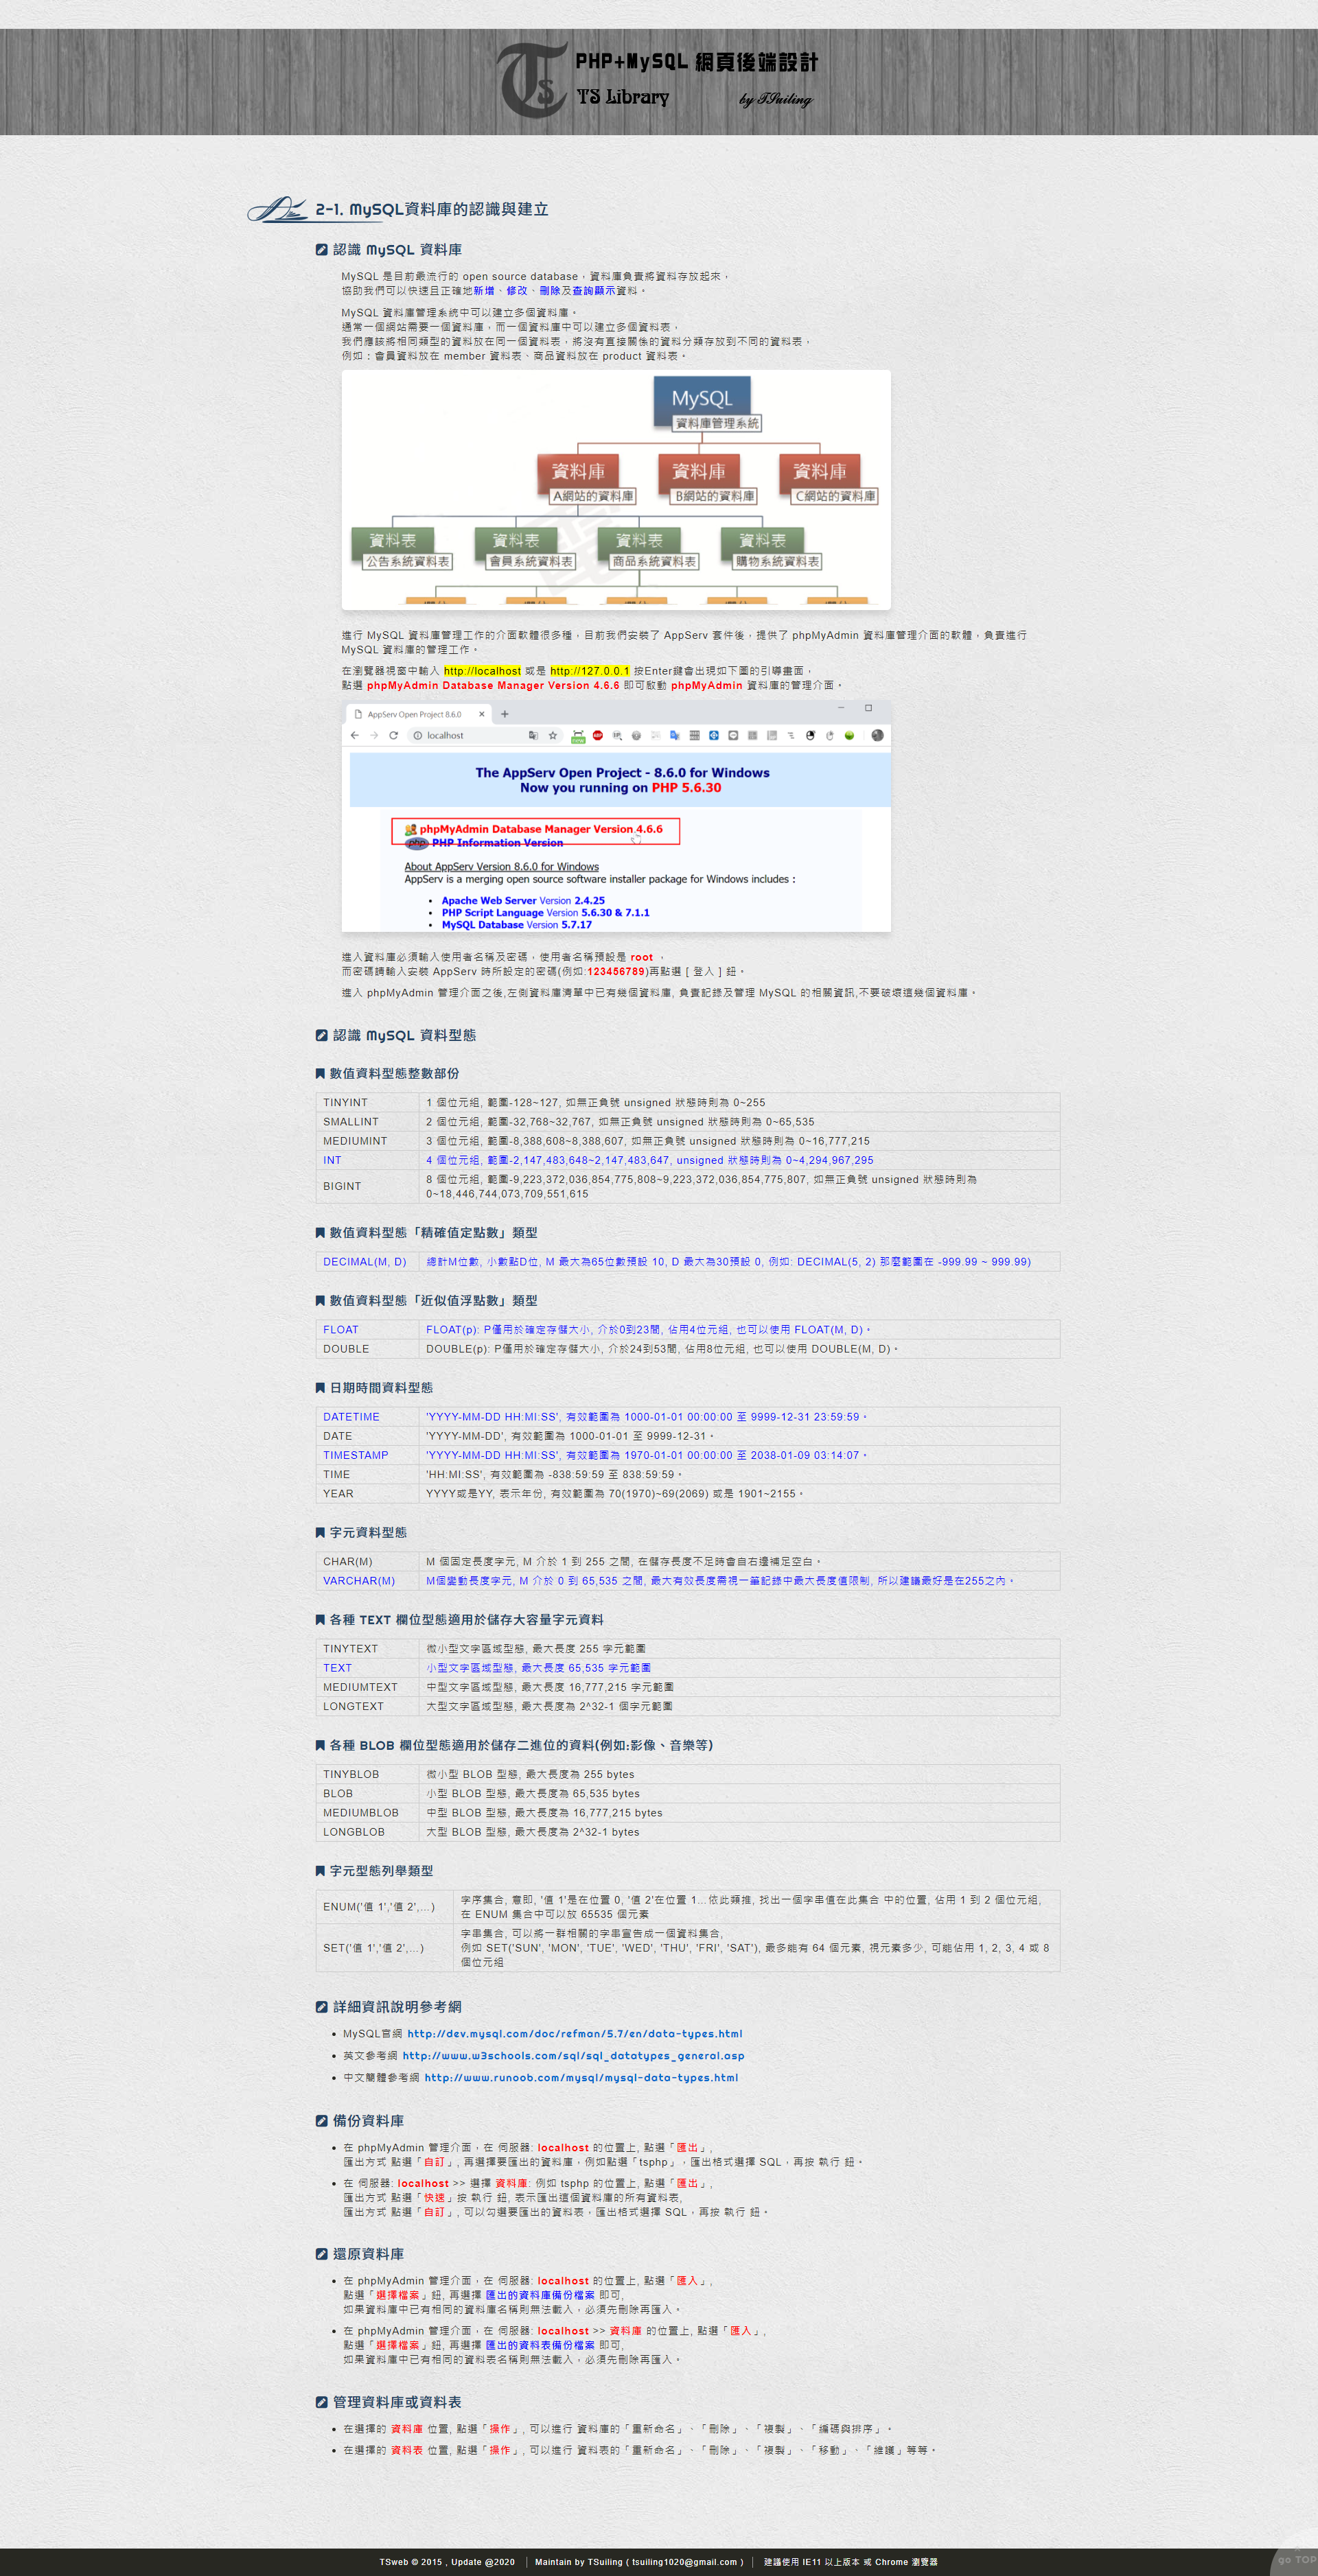 PHP+MySQL 網頁後端設計
TS Library
by TSuiling
2-1. MySQL資料庫的認識與建立
認識 MySQL 資料庫
MySQL 是目前最流行的 open source database，資料庫負責將資料存放起來，
協助我們可以快速且正確地新增、修改、刪除及查詢顯示資料。
MySQL 資料庫管理系統中可以建立多個資料庫。
通常一個網站需要一個資料庫，而一個資料庫中可以建立多個資料表，
我們應該將相同類型的資料放在同一個資料表，將沒有直接關係的資料分類存放到不同的資料表，
例如：會員資料放在 member 資料表、商品資料放在 product 資料表。
MySQL
資料庫管理系統
資料庫 資料庫 資料庫
A網站的資料庫 B網站的資料庫 C網站的資料庫
資料表 資料表 資料表 資料表
公告系統資料表 會員系統資料表 商品系統資料表 購物系統資料表
進行 MySQL 資料庫管理工作的介面軟體很多種，目前我們安裝了 AppServ 套件後，提供了 phpMyAdmin 資料庫管理介面的軟體，負責進行
MySQL 資料庫的管理工作。
在瀏覽器視窗中輸入 http://localhost 或是 http://127.0.0.1 按Enter鍵會出現如下圖的引導畫面，
點選 phpMyAdmin Database Manager Version 4.6.6 即可啟動 phpMyAdmin 資料庫的管理介面。
AppServ Open Project 8.6.0
localhost
The AppServ Open Project - 8.6.0 for Windows
Now you running on PHP 5.6.30
phpMyAdmin Database Manager Version 4.6.6
php PHP Information Version
About AppServ Version 8.6.0 for Windows
AppServ is a merging open source software installer package for Windows includes :
• Apache Web Server Version 2.4.25
• PHP Script Language Version 5.6.30 & 7.1.1
• MySQL Database Version 5.7.17
進入資料庫必須輸入使用者名稱及密碼，使用者名稱預設是 root ，
而密碼請輸入安裝 AppServ 時所設定的密碼(例如:123456789)再點選 [ 登入 ] 鈕。
進入 phpMyAdmin 管理介面之後,左側資料庫清單中已有幾個資料庫, 負責記錄及管理 MySQL 的相關資訊,不要破壞這幾個資料庫。
認識 MySQL 資料型態
數值資料型態整數部份
TINYINT 1 個位元組, 範圍-128~127, 如無正負號 unsigned 狀態時則為 0~255
SMALLINT 2 個位元組, 範圍-32,768~32,767, 如無正負號 unsigned 狀態時則為 0~65,535
MEDIUMINT 3 個位元組, 範圍-8,388,608~8,388,607, 如無正負號 unsigned 狀態時則為 0~16,777,215
INT 4 個位元組, 範圍-2,147,483,648~2,147,483,647, unsigned 狀態時則為 0~4,294,967,295
BIGINT 8 個位元組, 範圍-9,223,372,036,854,775,808~9,223,372,036,854,775,807, 如無正負號 unsigned 狀態時則為
0~18,446,744,073,709,551,615
數值資料型態「精確值定點數」類型
DECIMAL(M, D) 總計M位數, 小數點D位, M 最大為65位數預設 10, D 最大為30預設 0, 例如: DECIMAL(5, 2) 那麼範圍在 -999.99 ~ 999.99)
數值資料型態「近似值浮點數」類型
FLOAT FLOAT(p): P僅用於確定存儲大小, 介於0到23間, 佔用4位元組, 也可以使用 FLOAT(M, D)。
DOUBLE DOUBLE(p): P僅用於確定存儲大小, 介於24到53間, 佔用8位元組, 也可以使用 DOUBLE(M, D)。
日期時間資料型態
DATETIME 'YYYY-MM-DD HH:MI:SS', 有效範圍為 1000-01-01 00:00:00 至 9999-12-31 23:59:59。
DATE 'YYYY-MM-DD', 有效範圍為 1000-01-01 至 9999-12-31。
TIMESTAMP 'YYYY-MM-DD HH:MI:SS', 有效範圍為 1970-01-01 00:00:00 至 2038-01-09 03:14:07。
TIME 'HH:MI:SS', 有效範圍為 -838:59:59 至 838:59:59。
YEAR YYYY或是YY, 表示年份, 有效範圍為 70(1970)~69(2069) 或是 1901~2155。
字元資料型態
CHAR(M) M 個固定長度字元, M 介於 1 到 255 之間, 在儲存長度不足時會自右邊補足空白。
VARCHAR(M) M個變動長度字元, M 介於 0 到 65,535 之間, 最大有效長度需視一筆記錄中最大長度值限制, 所以建議最好是在255之內。
各種 TEXT 欄位型態適用於儲存大容量字元資料
TINYTEXT 微小型文字區域型態, 最大長度 255 字元範圍
TEXT 小型文字區域型態, 最大長度 65,535 字元範圍
MEDIUMTEXT 中型文字區域型態, 最大長度 16,777,215 字元範圍
LONGTEXT 大型文字區域型態, 最大長度為 2^32-1 個字元範圍
各種 BLOB 欄位型態適用於儲存二進位的資料(例如:影像、音樂等)
TINYBLOB 微小型 BLOB 型態, 最大長度為 255 bytes
BLOB 小型 BLOB 型態, 最大長度為 65,535 bytes
MEDIUMBLOB 中型 BLOB 型態, 最大長度為 16,777,215 bytes
LONGBLOB 大型 BLOB 型態, 最大長度為 2^32-1 bytes
字元型態列舉類型
ENUM('值 1','值 2',...) 字序集合, 意即, '值 1'是在位置 0, '值 2'在位置 1...依此類推, 找出一個字串值在此集合 中的位置, 佔用 1 到 2 個位元組,
在 ENUM 集合中可以放 65535 個元素
SET('值 1','值 2',...) 字串集合, 可以將一群相關的字串宣告成一個資料集合,
例如 SET('SUN', 'MON', 'TUE', 'WED', 'THU', 'FRI', 'SAT'), 最多能有 64 個元素, 視元素多少, 可能佔用 1, 2, 3, 4 或 8
個位元組
詳細資訊說明參考網
• MySQL官網 http://dev.mysql.com/doc/refman/5.7/en/data-types.html
• 英文參考網 http://www.w3schools.com/sql/sql_datatypes_general.asp
• 中文簡體參考網 http://www.runoob.com/mysql/mysql-data-types.html
備份資料庫
• 在 phpMyAdmin 管理介面，在 伺服器: localhost 的位置上, 點選「匯出」,
匯出方式 點選「自訂」, 再選擇要匯出的資料庫，例如點選「tsphp」，匯出格式選擇 SQL，再按 執行 鈕。
• 在 伺服器: localhost >> 選擇 資料庫: 例如 tsphp 的位置上, 點選「匯出」,
匯出方式 點選「快速」按 執行 鈕, 表示匯出這個資料庫的所有資料表,
匯出方式 點選「自訂」, 可以勾選要匯出的資料表，匯出格式選擇 SQL，再按 執行 鈕。
還原資料庫
• 在 phpMyAdmin 管理介面，在 伺服器: localhost 的位置上, 點選「匯入」,
點選「選擇檔案」鈕, 再選擇 匯出的資料庫備份檔案 即可,
如果資料庫中已有相同的資料庫名稱則無法載入，必須先刪除再匯入。
• 在 phpMyAdmin 管理介面，在 伺服器: localhost >> 資料庫 的位置上, 點選「匯入」,
點選「選擇檔案」鈕, 再選擇 匯出的資料表備份檔案 即可,
如果資料庫中已有相同的資料表名稱則無法載入，必須先刪除再匯入。
管理資料庫或資料表
• 在選擇的 資料庫 位置, 點選「操作」, 可以進行 資料庫的「重新命名」、「刪除」、「複製」、「編碼與排序」。
• 在選擇的 資料表 位置, 點選「操作」, 可以進行 資料表的「重新命名」、「刪除」、「複製」、「移動」、「維護」等等。
go TOP
TSweb © 2015 , Update @2020 | Maintain by TSuiling ( tsuiling1020@gmail.com ) | 建議使用 IE11 以上版本 或 Chrome 瀏覽器